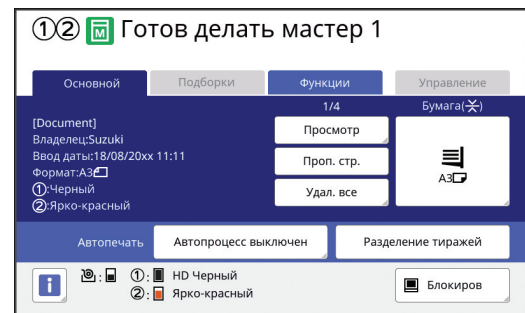 ①② M Готов делать мастер 1
Основной Подборки Функции Управление
1/4 Бумага( )
[Document]
Владелец:Suzuki
Ввод даты:18/08/20xx 11:11
Формат:A3
①:Черный
②:Ярко-красный
Просмотр
Проп. стр.
Удал. все
A3
Автопечать Автопроцесс выключен Разделение тиражей
i : ①: HD Черный
②: Ярко-красный
Блокиров